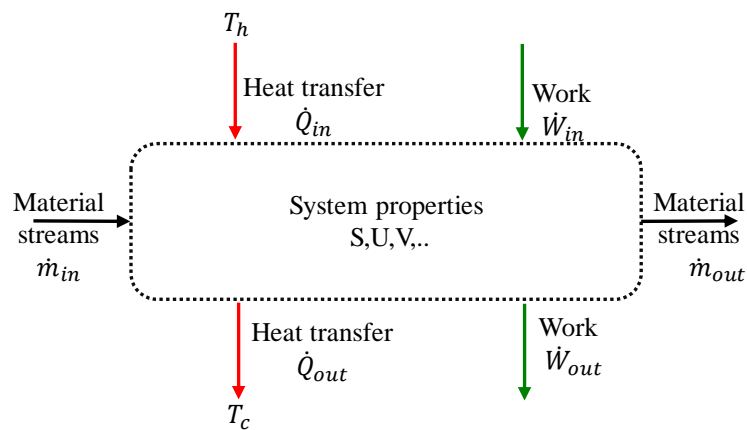 T_h
Heat transfer
Q̇_in
Work
Ẇ_in
Material
streams
ṁ_in
System properties
S,U,V,..
Material
streams
ṁ_out
Heat transfer
Q̇_out
T_c
Work
Ẇ_out